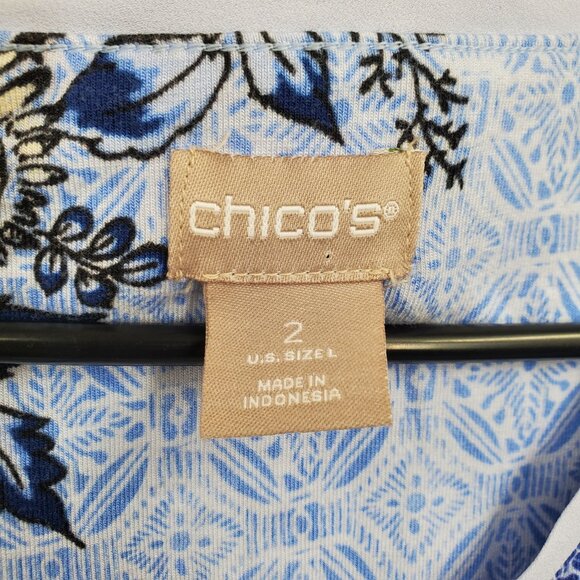 chico's®
2
U.S. SIZE L
MADE IN
INDONESIA